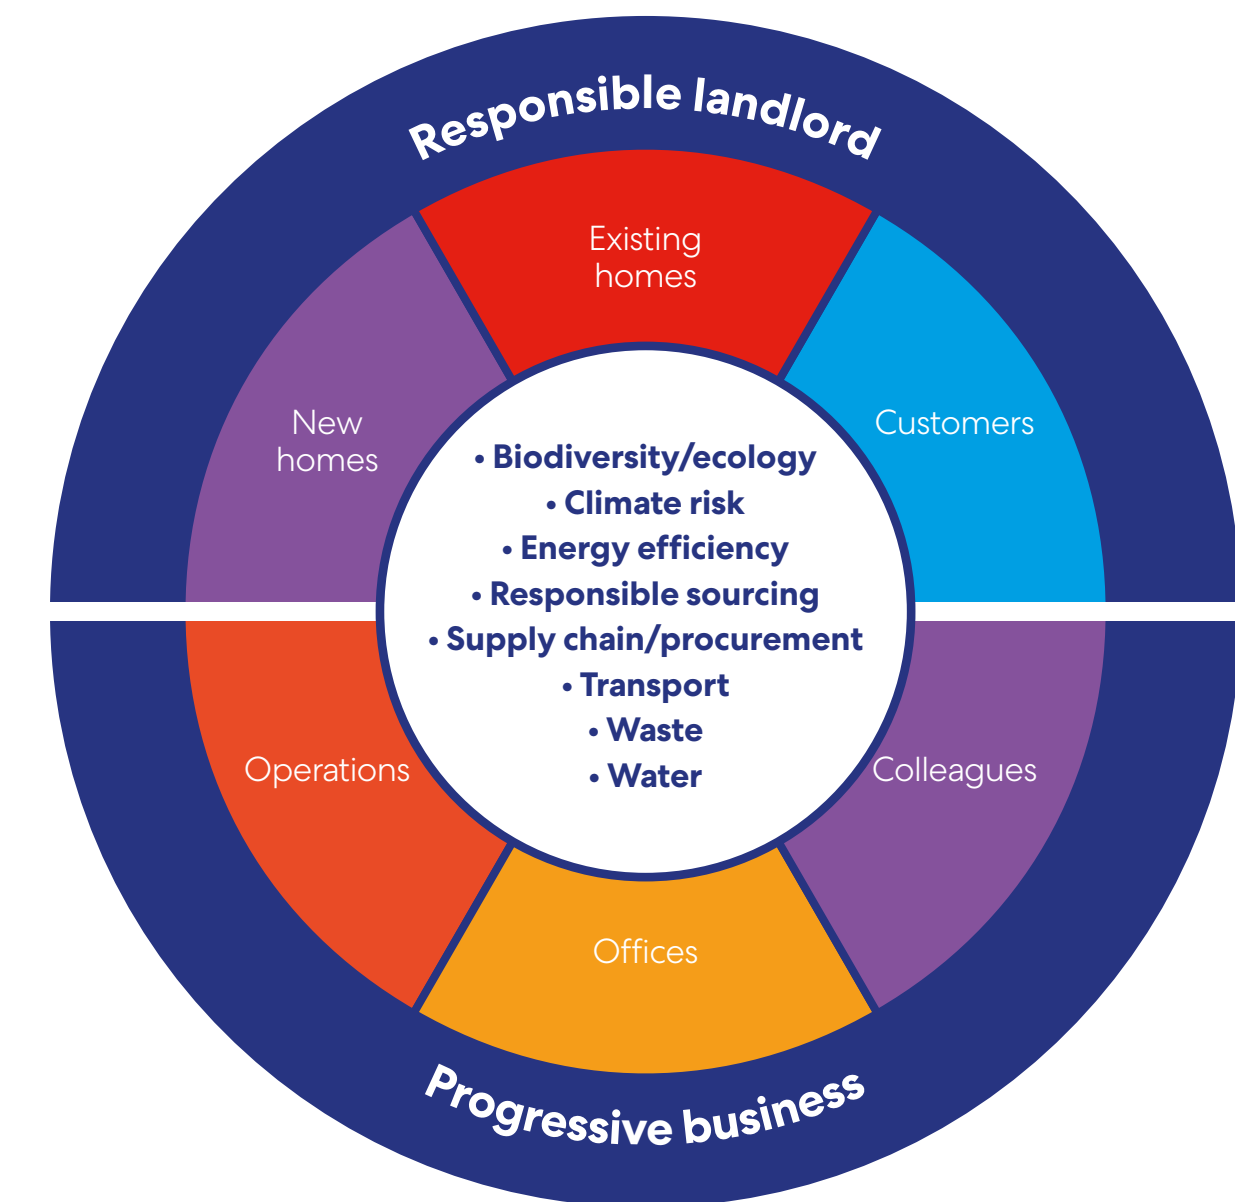 Responsible landlord
Existing
homes
New
homes
Customers
• Biodiversity/ecology
• Climate risk
• Energy efficiency
• Responsible sourcing
• Supply chain/procurement
• Transport
• Waste
• Water
Operations
Colleagues
Offices
Progressive business